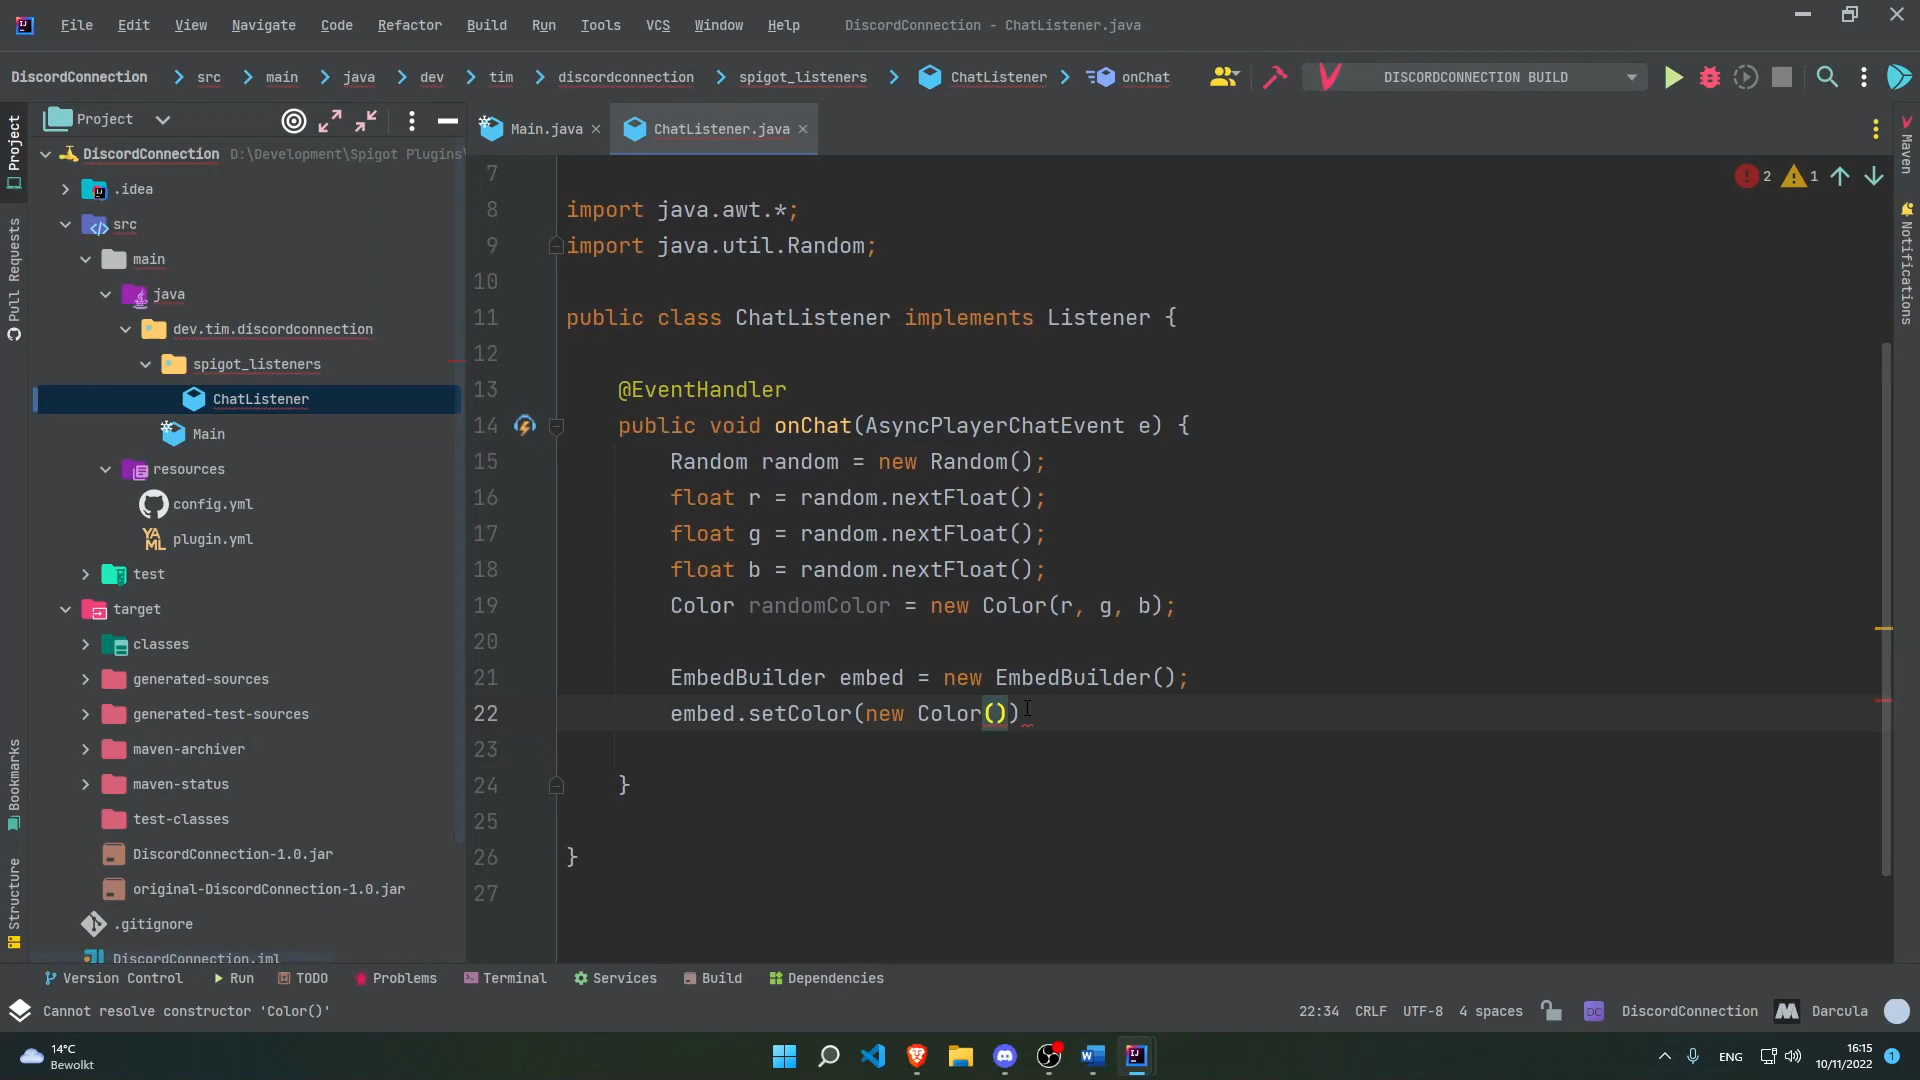 File Edit View Navigate Code Refactor Build Run Tools VCS Window Help DiscordConnection - ChatListener.java
DiscordConnection src main java dev tim discordconnection spigot_listeners ChatListener onChat DISCORDCONNECTION BUILD
Project
Main.java
ChatListener.java
DiscordConnection D:\Development\Spigot Plugins\
.idea
src
main
java
dev.tim.discordconnection
spigot_listeners
ChatListener
Main
resources
config.yml
plugin.yml
test
target
classes
generated-sources
generated-test-sources
maven-archiver
maven-status
test-classes
DiscordConnection-1.0.jar
original-DiscordConnection-1.0.jar
.gitignore
DiscordConnection.iml
Project
Pull Requests
Bookmarks
Structure
2 1
7
8 import java.awt.*;
9 import java.util.Random;
10
11 public class ChatListener implements Listener {
12
13 @EventHandler
14 public void onChat(AsyncPlayerChatEvent e) {
15 Random random = new Random();
16 float r = random.nextFloat();
17 float g = random.nextFloat();
18 float b = random.nextFloat();
19 Color randomColor = new Color(r, g, b);
20
21 EmbedBuilder embed = new EmbedBuilder();
22 embed.setColor(new Color())
23
24 }
25
26 }
27
Maven
Notifications
Version Control Run TODO Problems Terminal Services Build Dependencies
Cannot resolve constructor 'Color()' 22:34 CRLF UTF-8 4 spaces DC DiscordConnection Darcula
14°C
Bewolkt
ENG
16:15
10/11/2022
1